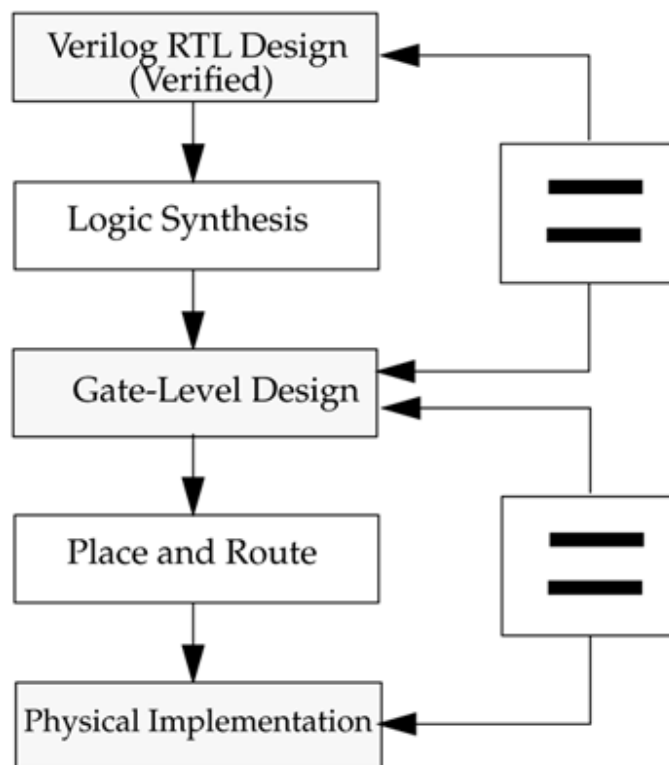 Verilog RTL Design
(Verified)
Logic Synthesis
Gate-Level Design
Place and Route
Physical Implementation